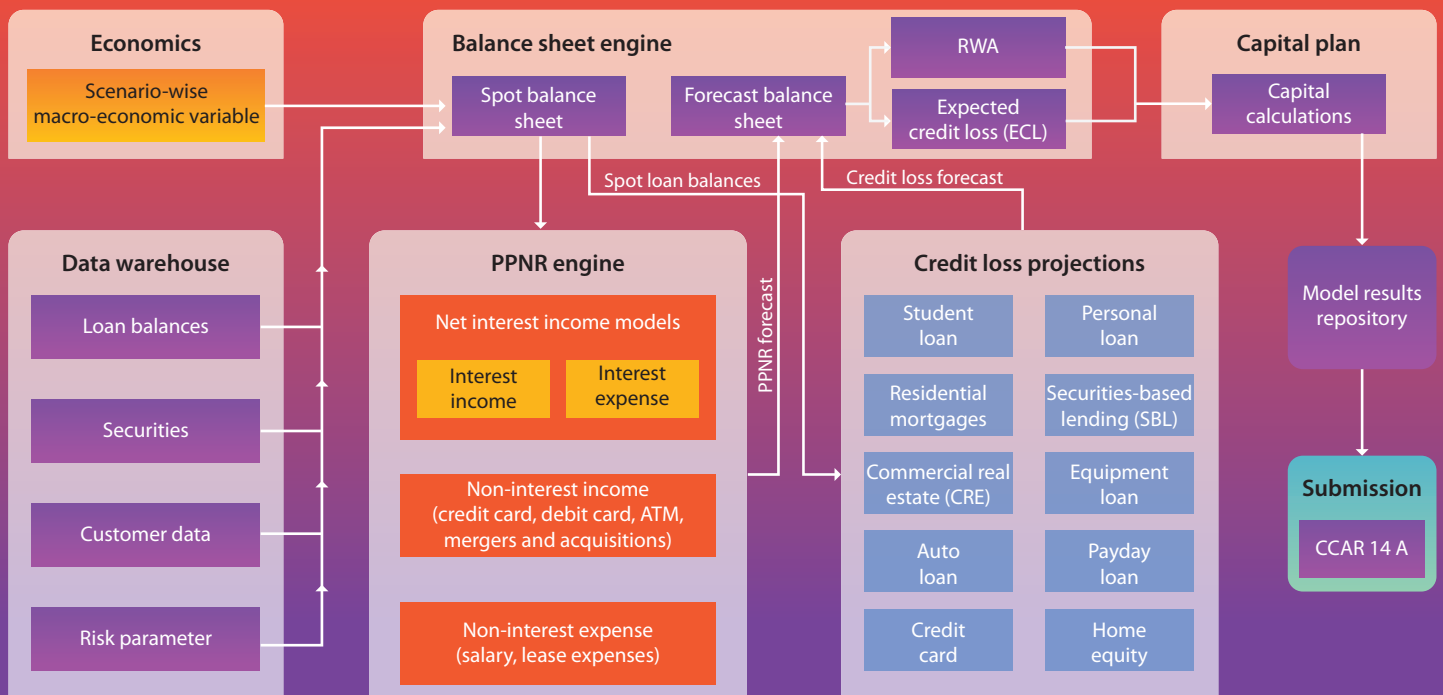 Economics
Scenario-wise
macro-economic variable
Balance sheet engine
Spot balance
sheet
Forecast balance
sheet
RWA
Expected
credit loss (ECL)
Capital plan
Capital
calculations
Spot loan balances
Credit loss forecast
Data warehouse
Loan balances
Securities
Customer data
Risk parameter
PPNR engine
Net interest income models
Interest
income
Interest
expense
Non-interest income
(credit card, debit card, ATM,
mergers and acquisitions)
Non-interest expense
(salary, lease expenses)
PPNR forecast
Credit loss projections
Student
loan
Personal
loan
Residential
mortgages
Securities-based
lending (SBL)
Commercial real
estate (CRE)
Equipment
loan
Auto
loan
Payday
loan
Credit
card
Home
equity
Model results
repository
Submission
CCAR 14 A